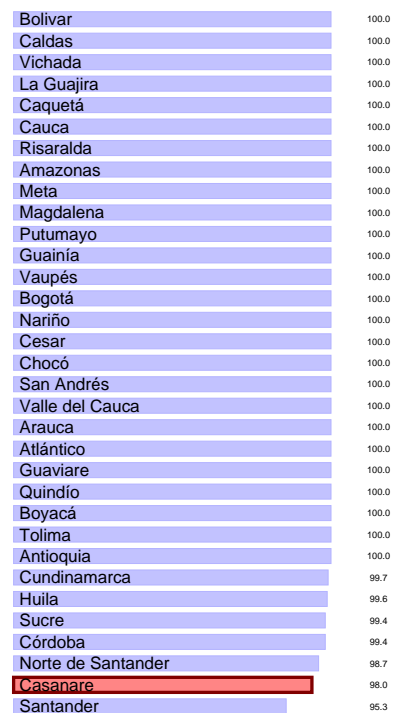 Bolivar 100.0
Caldas 100.0
Vichada 100.0
La Guajira 100.0
Caquetá 100.0
Cauca 100.0
Risaralda 100.0
Amazonas 100.0
Meta 100.0
Magdalena 100.0
Putumayo 100.0
Guainía 100.0
Vaupés 100.0
Bogotá 100.0
Nariño 100.0
Cesar 100.0
Chocó 100.0
San Andrés 100.0
Valle del Cauca 100.0
Arauca 100.0
Atlántico 100.0
Guaviare 100.0
Quindío 100.0
Boyacá 100.0
Tolima 100.0
Antioquia 100.0
Cundinamarca 99.7
Huila 99.6
Sucre 99.4
Córdoba 99.4
Norte de Santander 98.7
Casanare 98.0
Santander 95.3